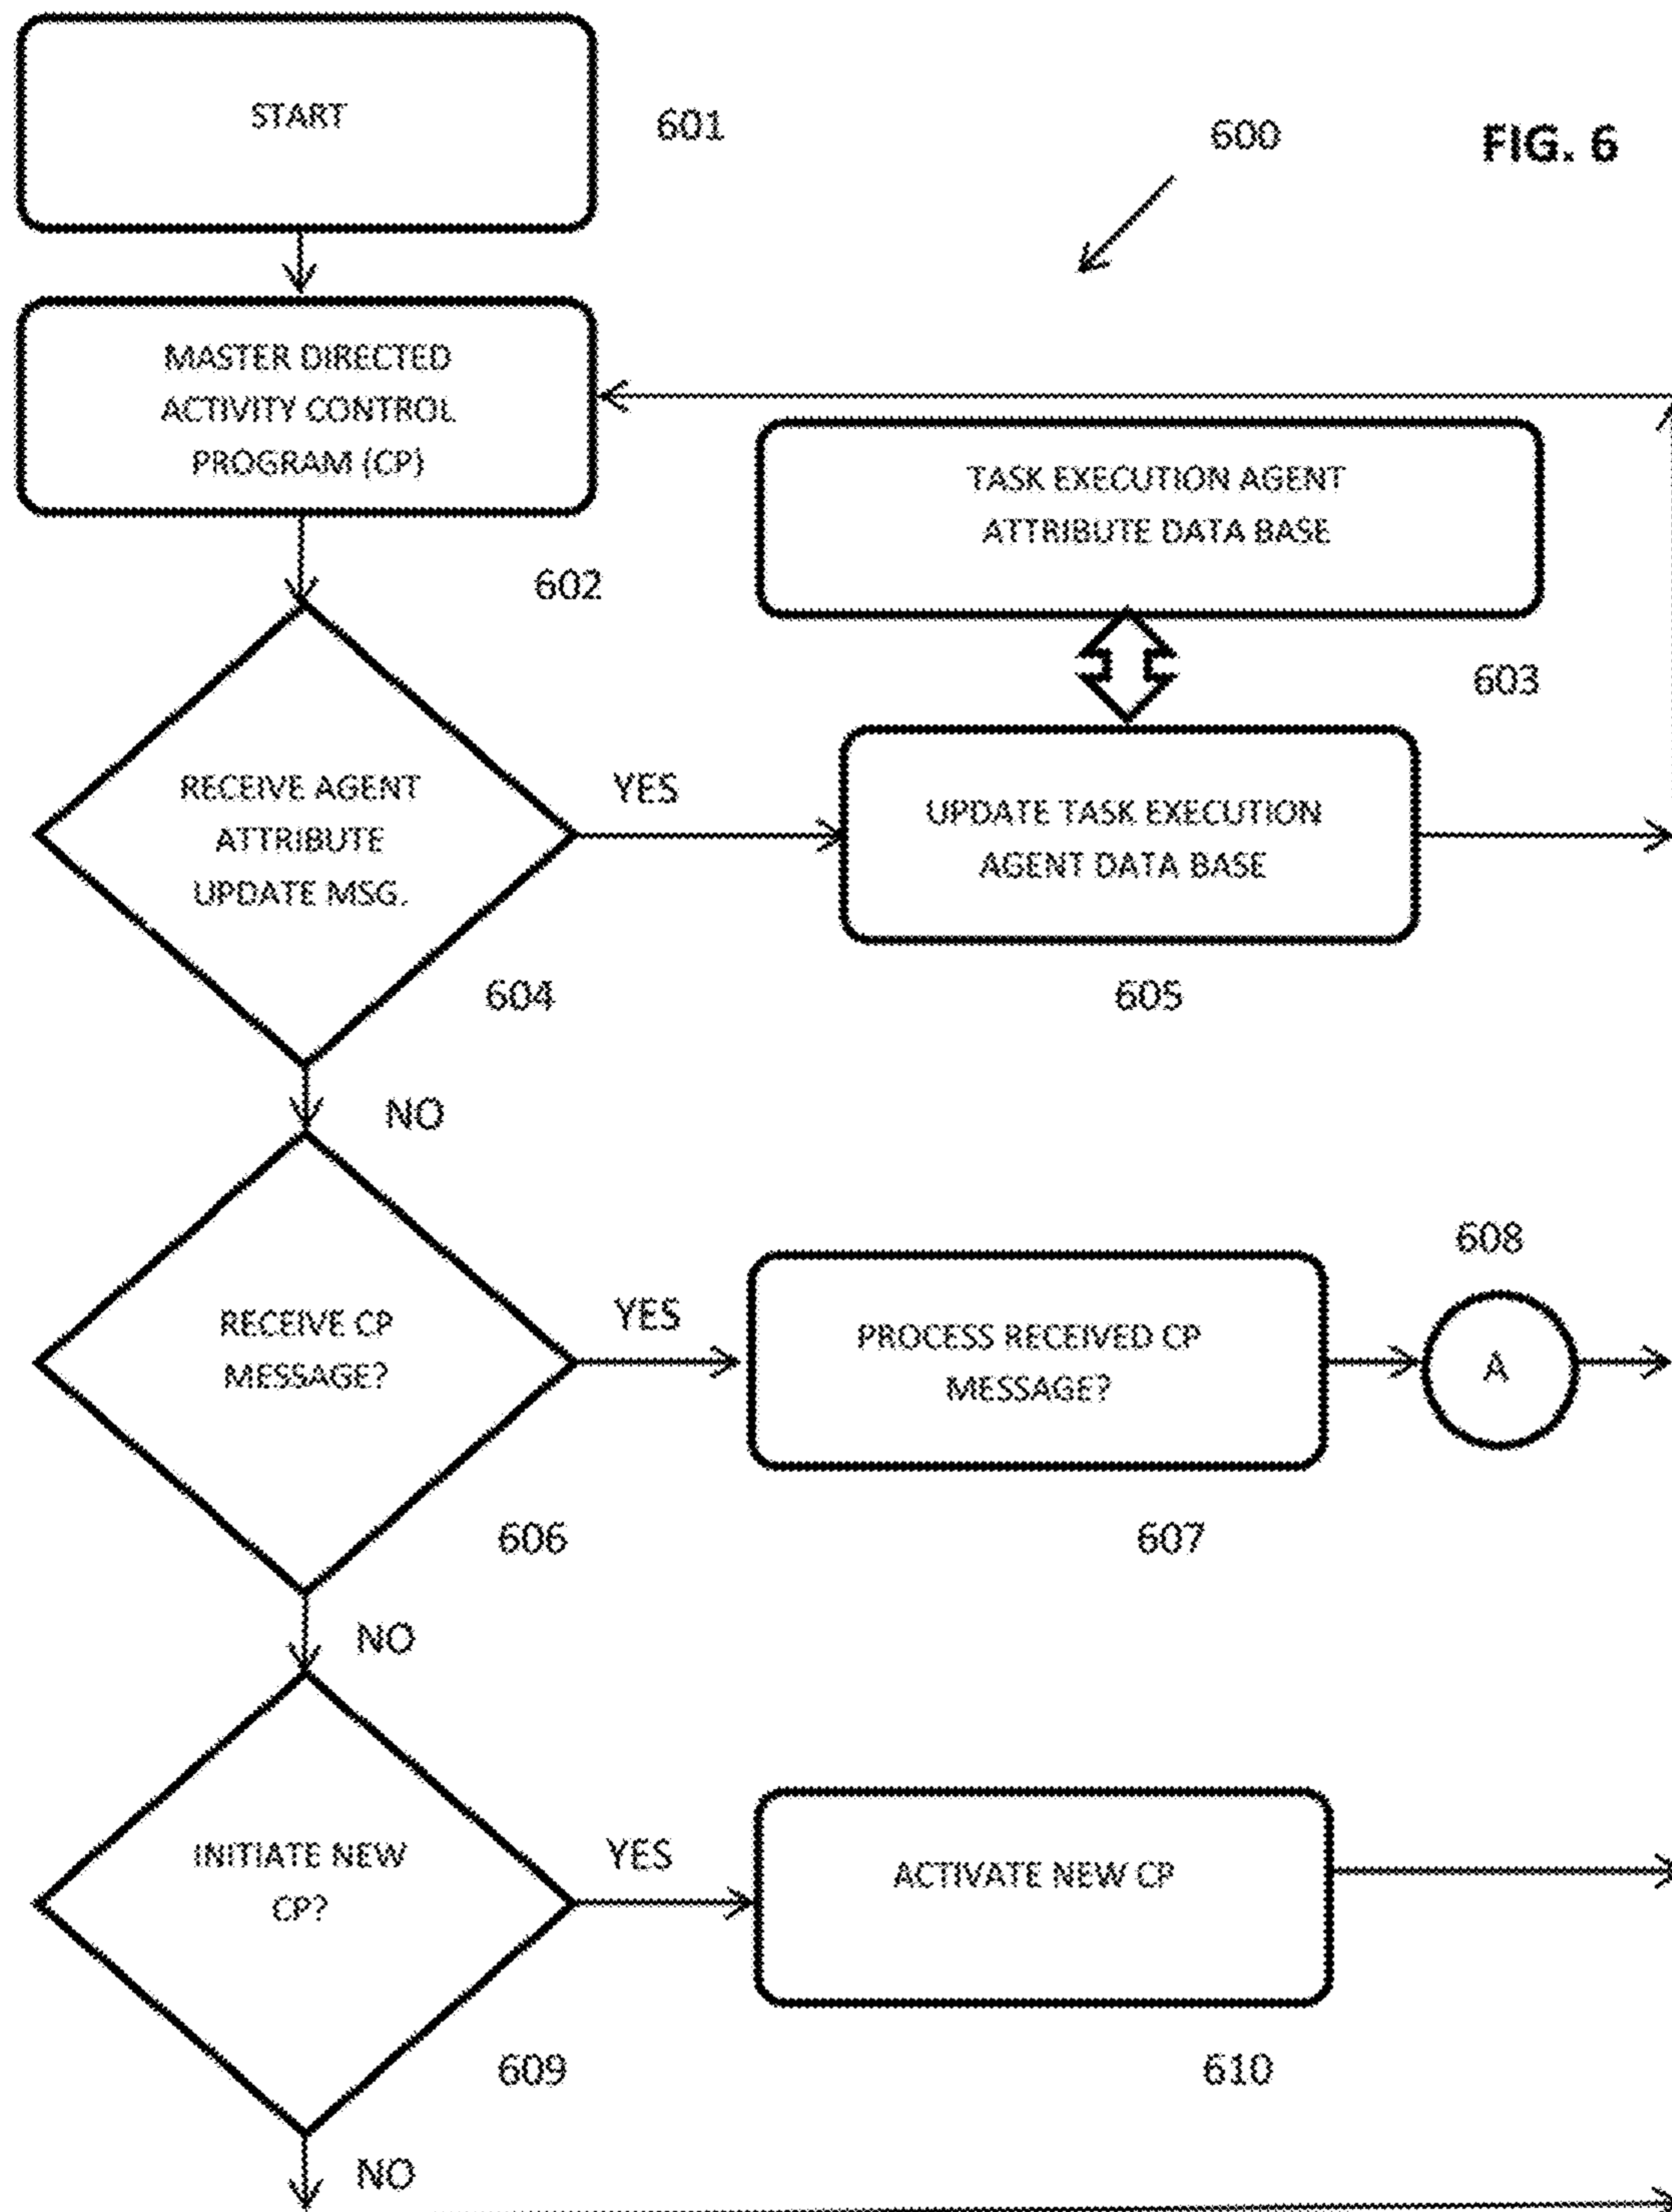 START
601
600
FIG. 6
MASTER DIRECTED
ACTIVITY CONTROL
PROGRAM (CP)
602
TASK EXECUTION AGENT
ATTRIBUTE DATA BASE
603
RECEIVE AGENT
ATTRIBUTE
UPDATE MSG.
604
YES
UPDATE TASK EXECUTION
AGENT DATA BASE
605
NO
RECEIVE CP
MESSAGE?
606
YES
PROCESS RECEIVED CP
MESSAGE?
607
608
A
NO
INITIATE NEW
CP?
609
YES
ACTIVATE NEW CP
610
NO